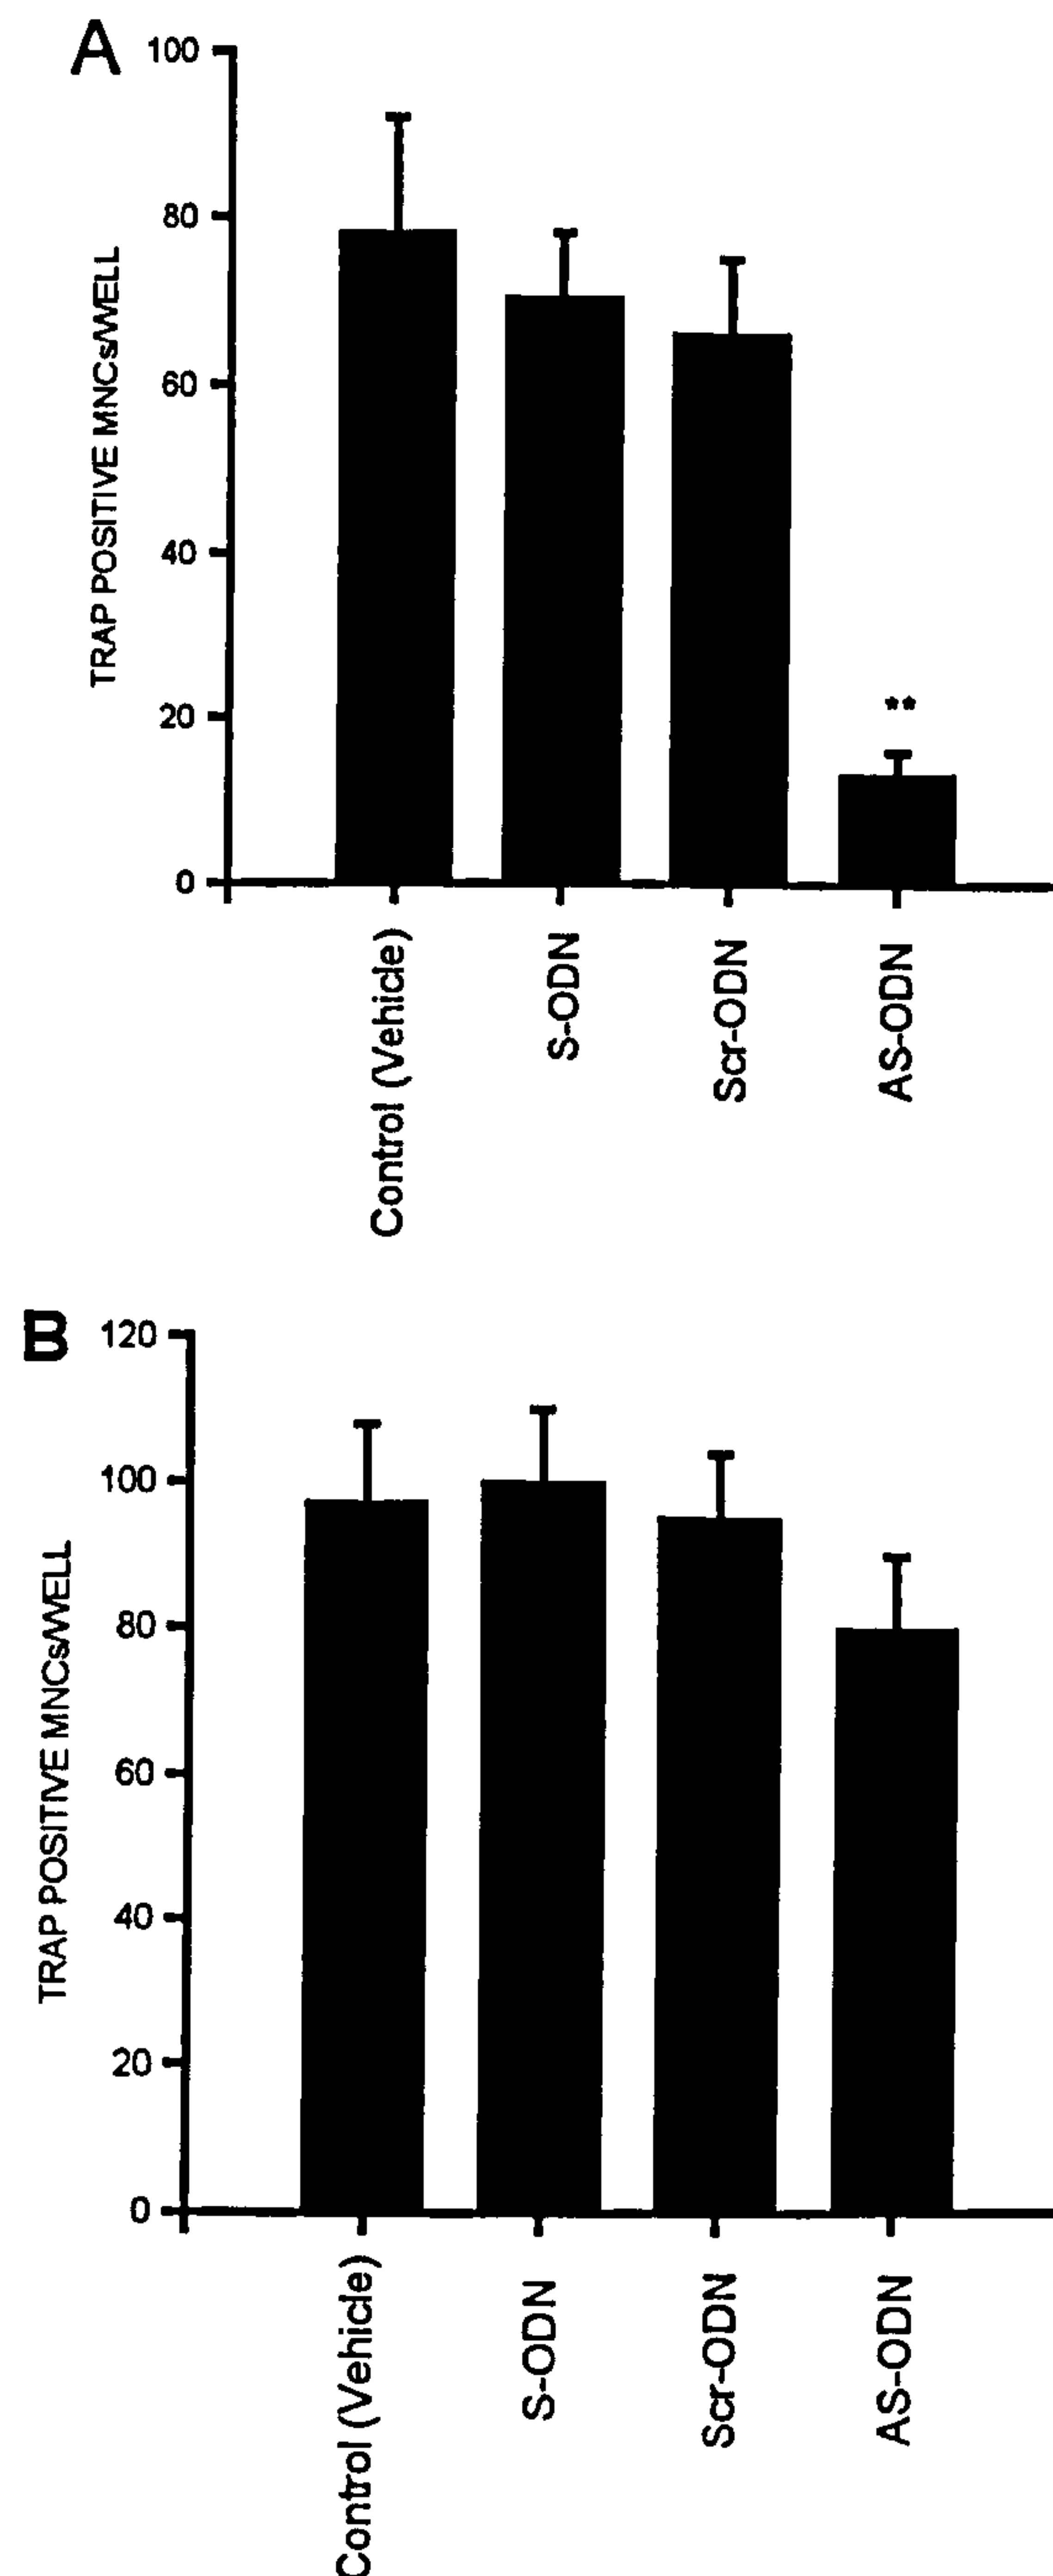 A
100
80
60
40
20
0
TRAP POSITIVE MNCs/WELL
**
Control (Vehicle)
S-ODN
Scr-ODN
AS-ODN
B
120
100
80
60
40
20
0
TRAP POSITIVE MNCs/WELL
Control (Vehicle)
S-ODN
Scr-ODN
AS-ODN